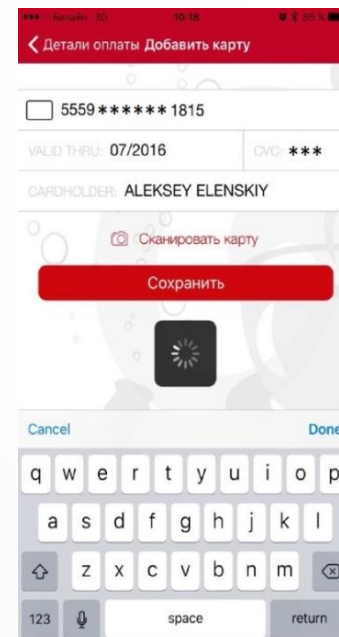 Билайн 3G 10:18 85 %
Детали оплаты Добавить карту
5559 ****** 1815
VALID THRU: 07/2016 CVC: ***
CARDHOLDER: ALEKSEY ELENSKIY
Сканировать карту
Сохранить
Cancel Done
q w e r t y u i o p
a s d f g h j k l
z x c v b n m
123 space return